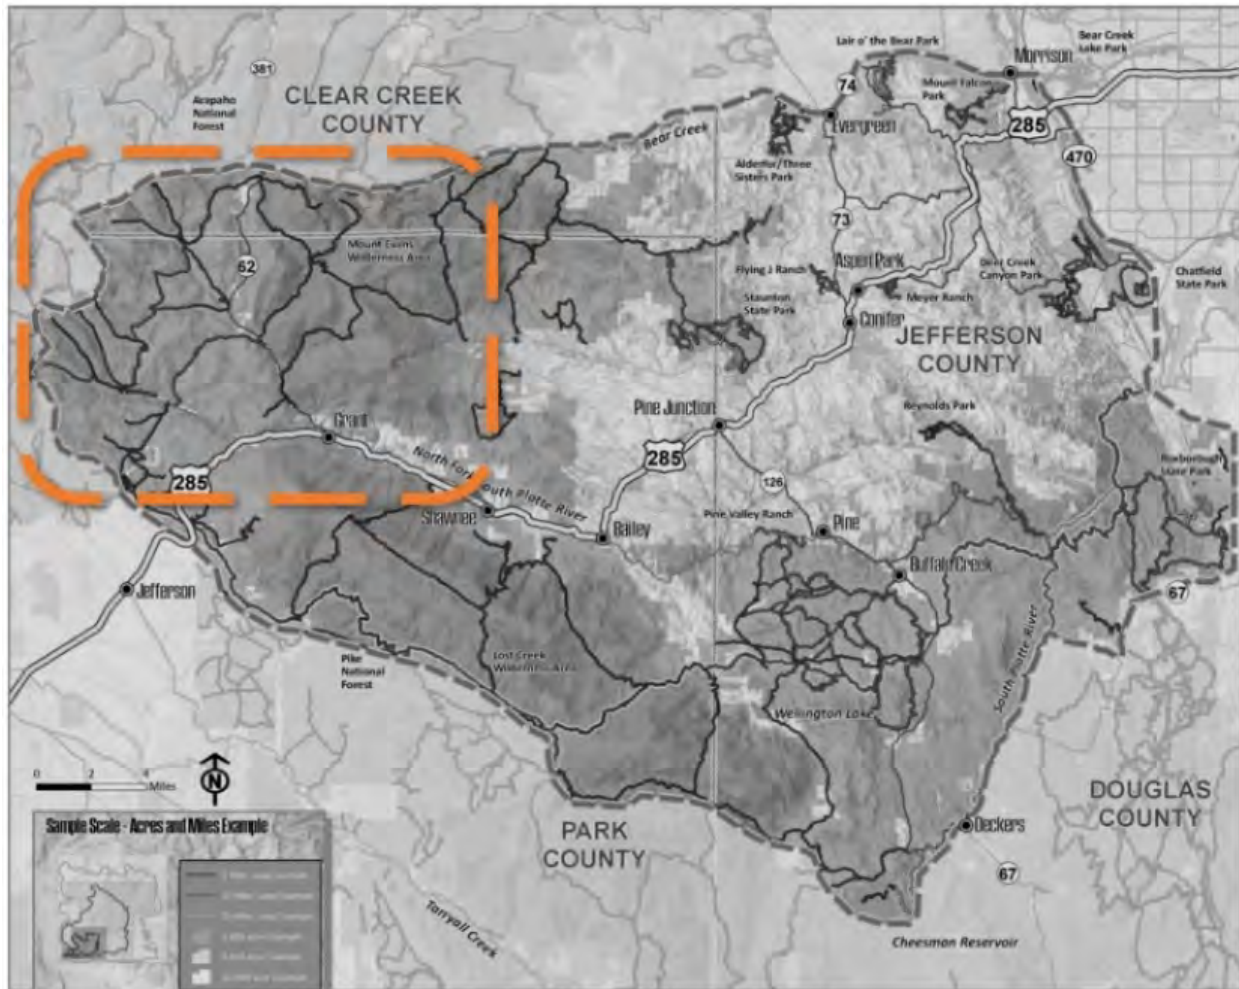 Lair o' the Bear Park
Bear Creek
Lake Park
Morrison
381
74
Mount Falcon
Park
Arapaho
National
Forest
CLEAR CREEK
COUNTY
285
Evergreen
Bear Creek
470
Alderfer/Three
Sisters Park
73
Mount Evans
Wilderness Area
62
Aspen Park
Flying J Ranch
Deer Creek
Canyon Park
Chatfield
State Park
Staunton
State Park
Meyer Ranch
Conifer
JEFFERSON
COUNTY
Reynolds Park
Pine Junction
Grant
285
North Fork South Platte River
285
126
Roxborough
State Park
Shawnee
Pine Valley Ranch
Pine
Bailey
Buffalo Creek
Jefferson
67
South Platte River
Lost Creek
Wilderness Area
Pike
National
Forest
Wellington Lake
0 2 4
Miles
N
DOUGLAS
COUNTY
Sample Scale - Acres and Miles Example
PARK
COUNTY
Deckers
67
Tarryall Creek
Cheesman Reservoir